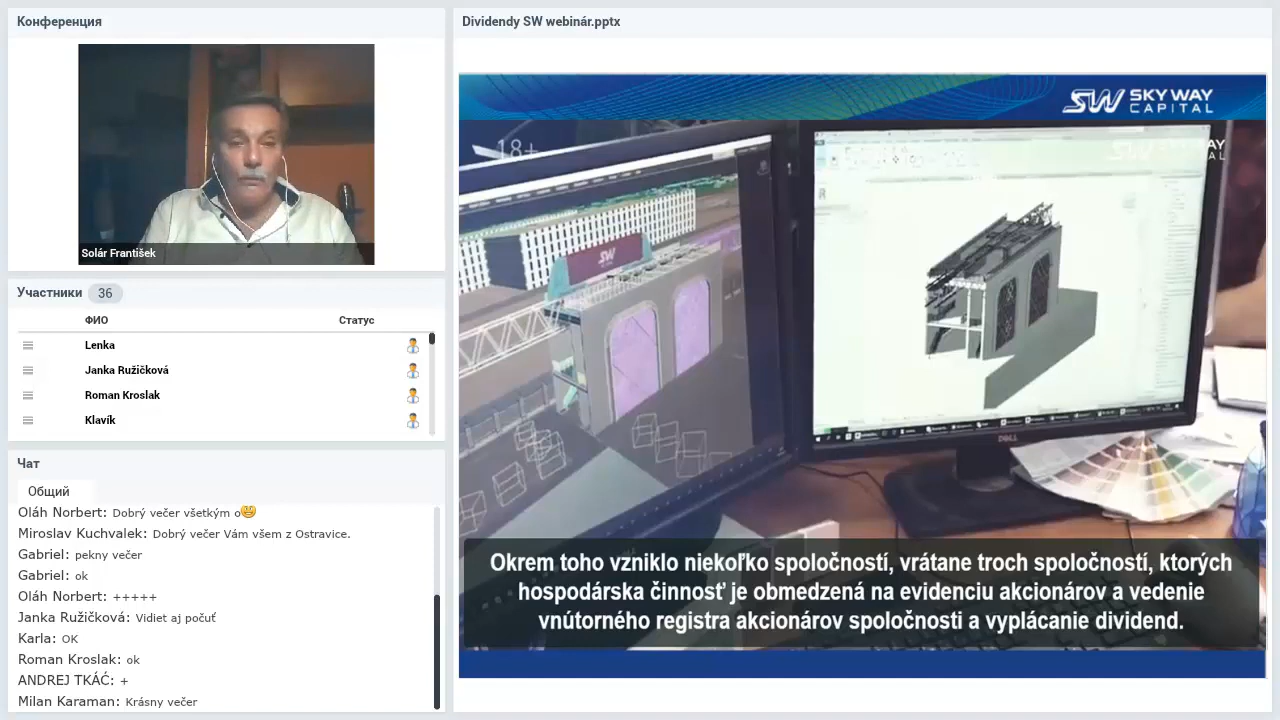 Конференция
Solár František
Участники 36
ФИО Статус
Lenka
Janka Ružičková
Roman Kroslak
Klavík
Чат
Общий
Oláh Norbert: Dobrý večer všetkým o
Miroslav Kuchvalek: Dobrý večer Vám všem z Ostravice.
Gabriel: pekny večer
Gabriel: ok
Oláh Norbert: +++++
Janka Ružičková: Vidiet aj počuť
Karla: OK
Roman Kroslak: ok
ANDREJ TKÁČ: +
Milan Karaman: Krásny večer
Dividendy SW webinár.pptx
SW SKY WAY
CAPITAL
18+
SW
DELL
Okrem toho vzniklo niekoľko spoločností, vrátane troch spoločností, ktorých
hospodárska činnosť je obmedzená na evidenciu akcionárov a vedenie
vnútorného registra akcionárov spoločnosti a vyplácanie dividend.